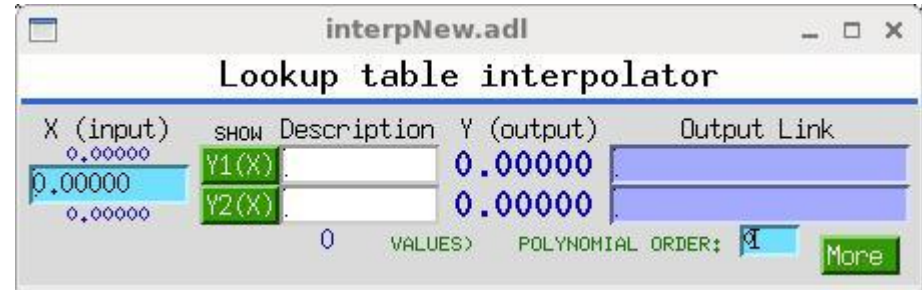 interpNew.adl
Lookup table interpolator
X (input) SHOW Description Y (output) Output Link
0.00000
0.00000
0.00000
Y1(X) 0.00000
Y2(X) 0.00000
0 VALUES) POLYNOMIAL ORDER:
More